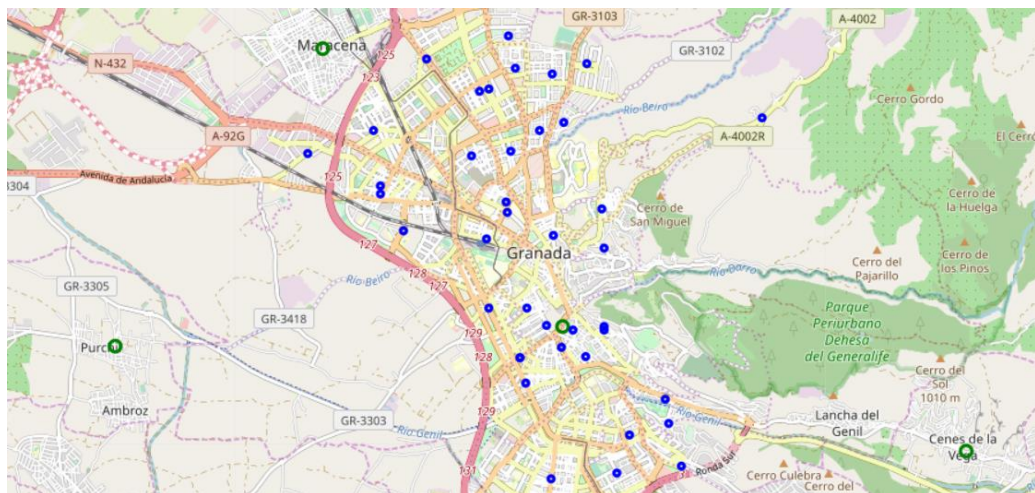 GR-3103
A-4002
125
Maracena
N-432
GR-3102
123
Río Beiro
Cerro Gordo
A-92G
A-4002R
El Cerro
Avenida de Andalucía
125
3304
Cerro de
la Huelga
Cerro de
San Miguel
127
Granada
Cerro del
Pajarillo
Cerro de
los Pinos
128
Río Beiro
Río Darro
127
GR-3305
Parque
Periurbano
Dehesa
del Generalife
GR-3418
129
128
Cerro del
Sol
1010 m
Ambroz
129
Río Genil
Lancha del
Genil
GR-3303
Río Genil
Cenes de la
Vega
131
Ronda Sur
Cerro Culebra
Cerro del